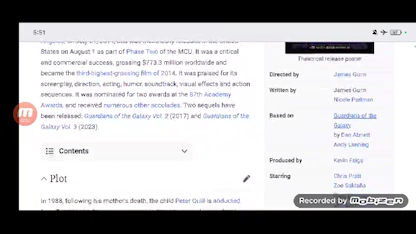 5:51
States on August 1 as part of Phase Two of the MCU. It was a critical
and commercial success, grossing $773.3 million worldwide and
became the third-highest-grossing film of 2014. It was praised for its
screenplay, direction, acting, humor, soundtrack, visual effects and action
sequences. It was nominated for two awards at the 87th Academy
Awards, and received numerous other accolades. Two sequels have
been released: Guardians of the Galaxy Vol. 2 (2017) and Guardians of the
Galaxy Vol. 3 (2023).
Contents
Plot
In 1988, following his mother's death, the child Peter Quill is abducted
Theatrical release poster
Directed by James Gunn
Written by James Gunn
Nicole Perlman
Based on Guardians of the
Galaxy
by Dan Abnett
Andy Lanning
Produced by Kevin Feige
Starring Chris Pratt
Zoe Saldaña
Recorded by Mobizen